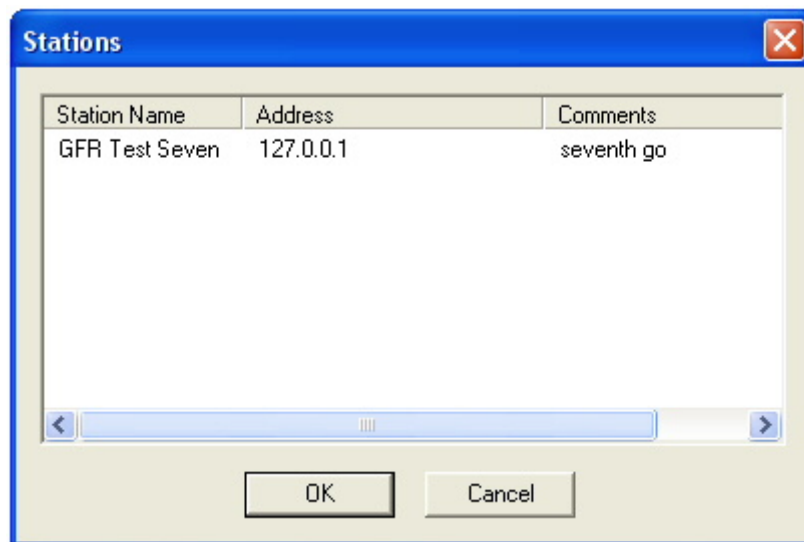 Stations
Station Name Address Comments
GFR Test Seven 127.0.0.1 seventh go
OK Cancel